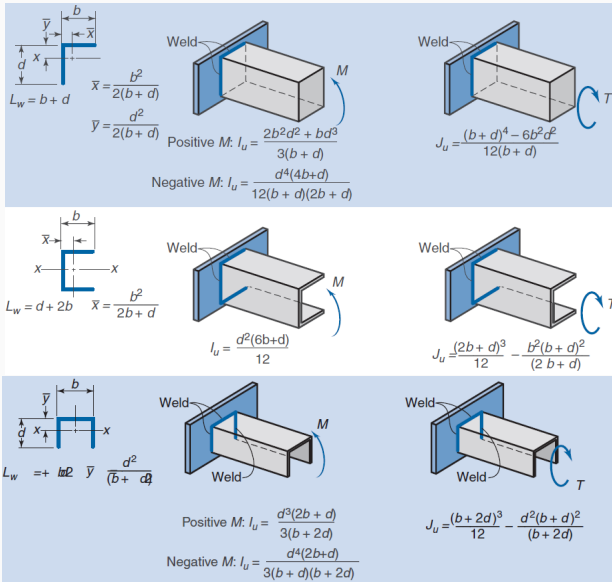 b
y̅
x̅
x
d
L_w = b + d
x̅ = b²/2(b + d)
y̅ = d²/2(b + d)
Weld
M
Positive M: I_u = 2b²d² + bd³/3(b + d)
Negative M: I_u = d⁴(4b+d)/12(b + d)(2b + d)
Weld
T
J_u = (b + d)⁴ – 6b²d²/12(b + d)
b
x̅
x x
L_w = d + 2b x̅ = b²/2b + d
Weld
M
I_u = d²(6b+d)/12
Weld
T
J_u = (2b + d)³/12 – b²(b + d)²/(2 b + d)
b
y̅
d x x
L_w y̅
d²
Weld
M
Weld
Positive M: I_u = d³(2b + d)/3(b + 2d)
Negative M: I_u = d⁴(2b+d)/3(b + d)(b + 2d)
Weld
Weld
T
J_u = (b + 2d)³/12 – d²(b + d)²/(b + 2d)